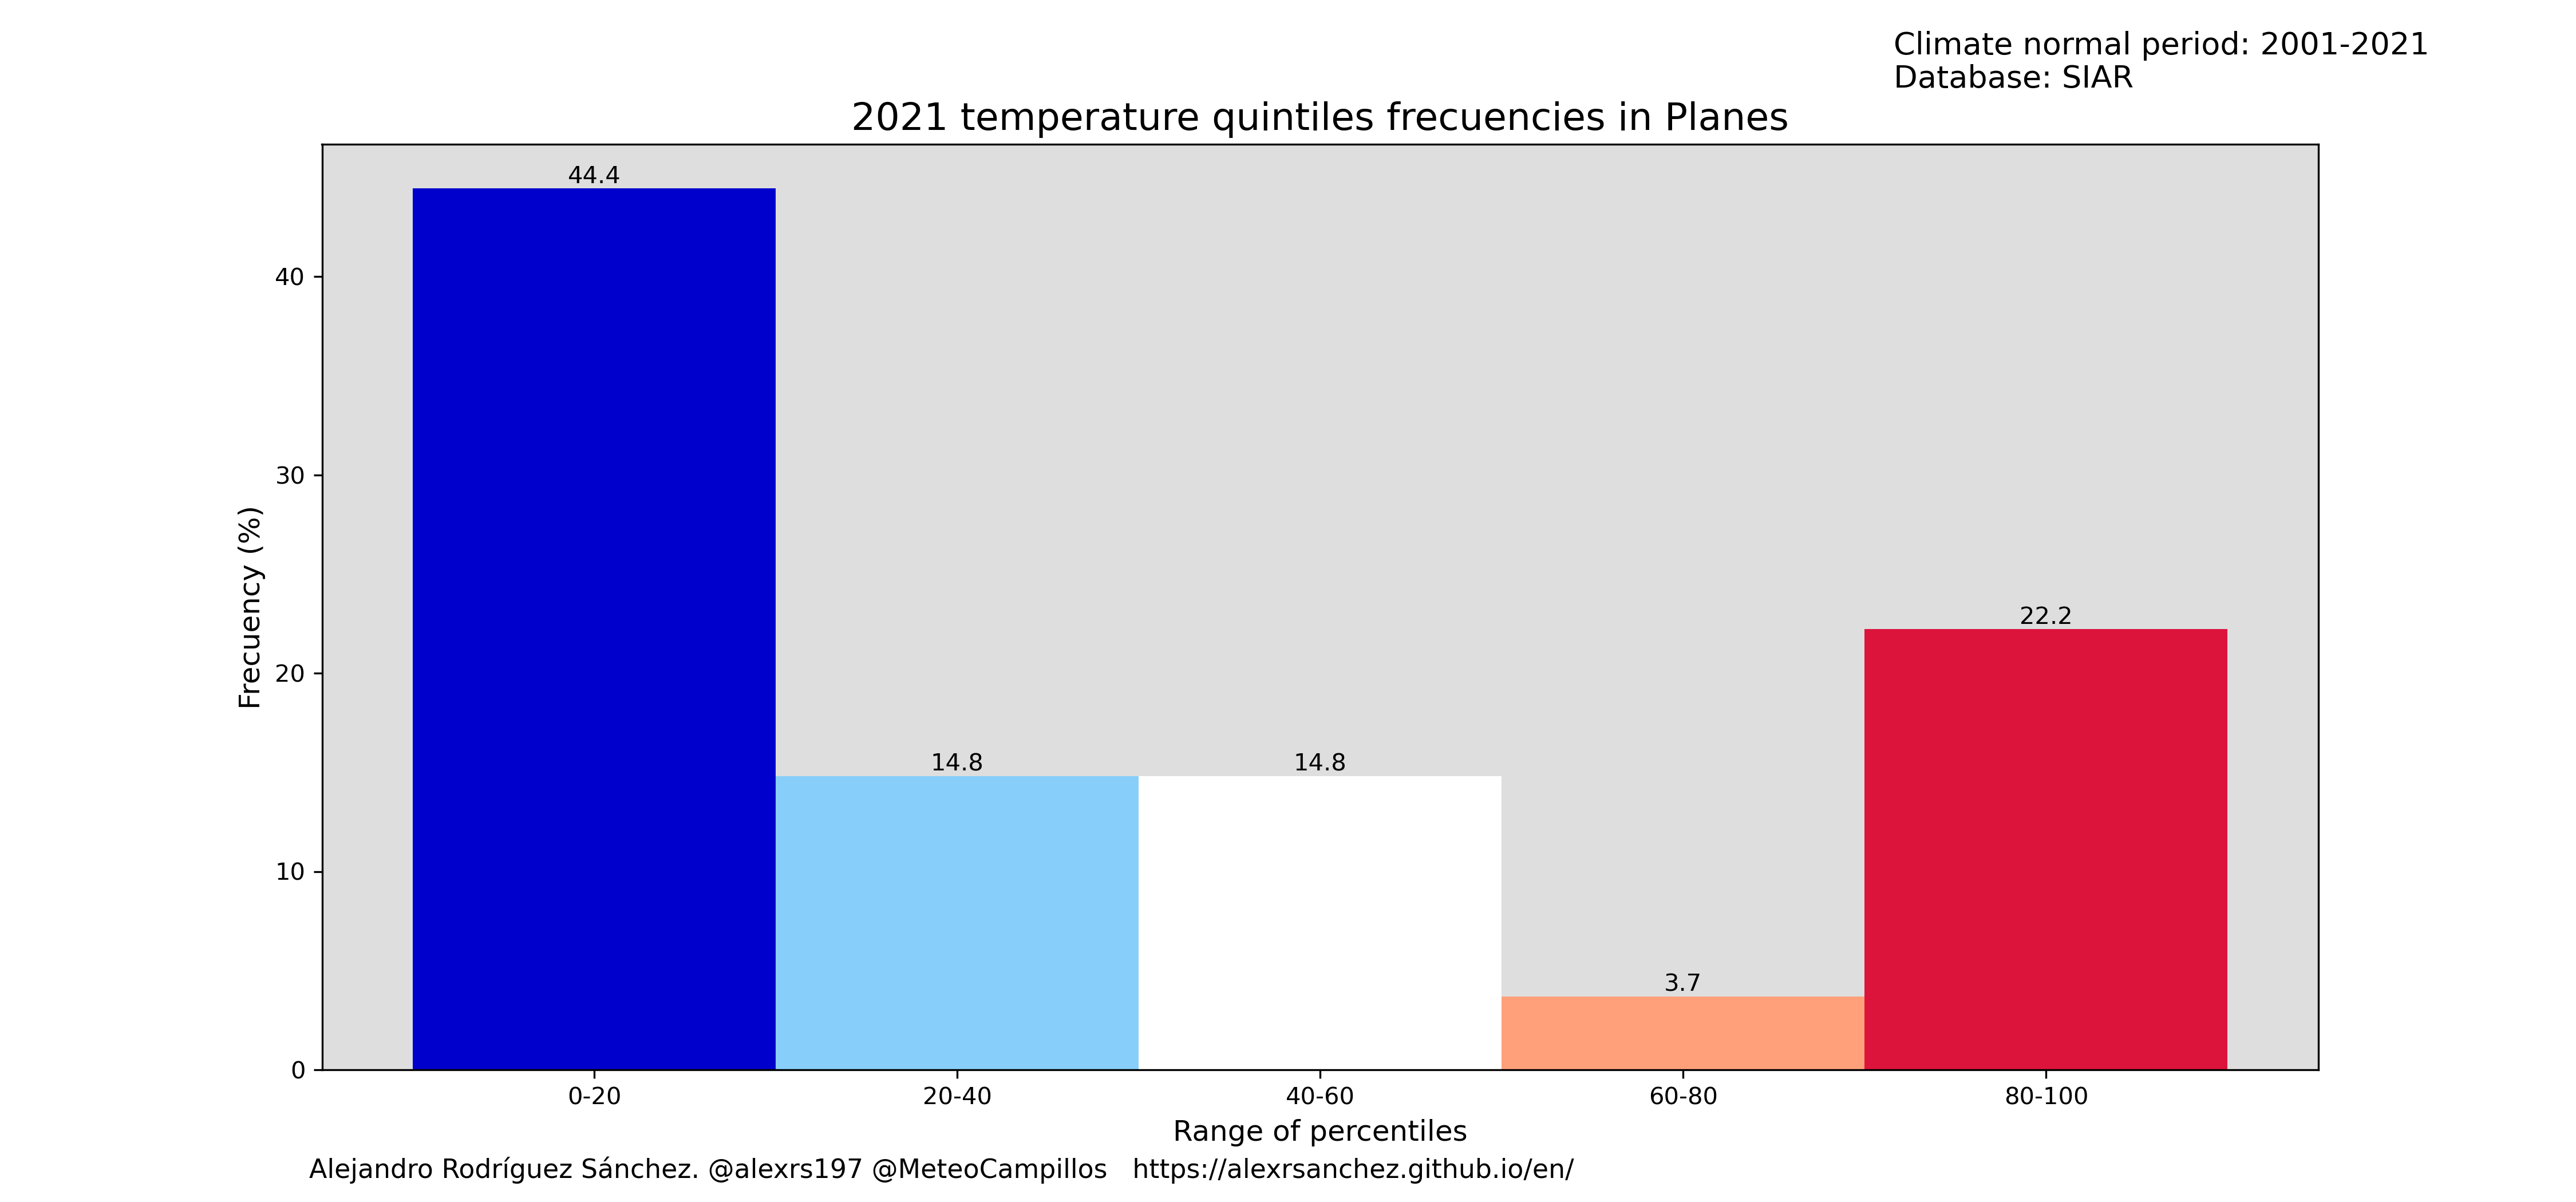 Climate normal period: 2001-2021
Database: SIAR
2021 temperature quintiles frecuencies in Planes
44.4
40
30
22.2
20
14.8 14.8
10
3.7
0
Frecuency (%)
0-20 20-40 40-60 60-80 80-100
Range of percentiles
Alejandro Rodríguez Sánchez. @alexrs197 @MeteoCampillos https://alexrsanchez.github.io/en/